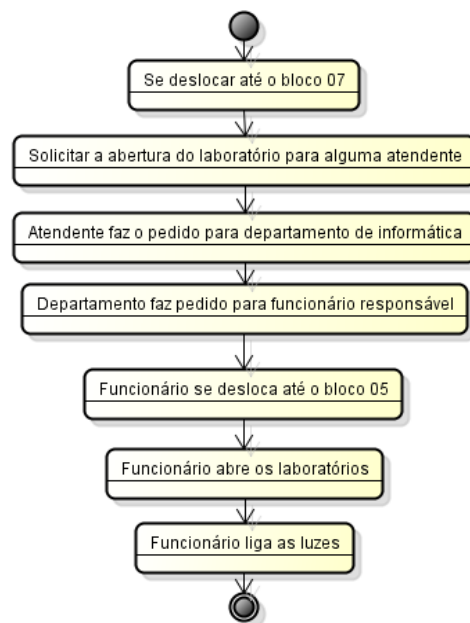 Se deslocar até o bloco 07
Solicitar a abertura do laboratório para alguma atendente
Atendente faz o pedido para departamento de informática
Departamento faz pedido para funcionário responsável
Funcionário se desloca até o bloco 05
Funcionário abre os laboratórios
Funcionário liga as luzes